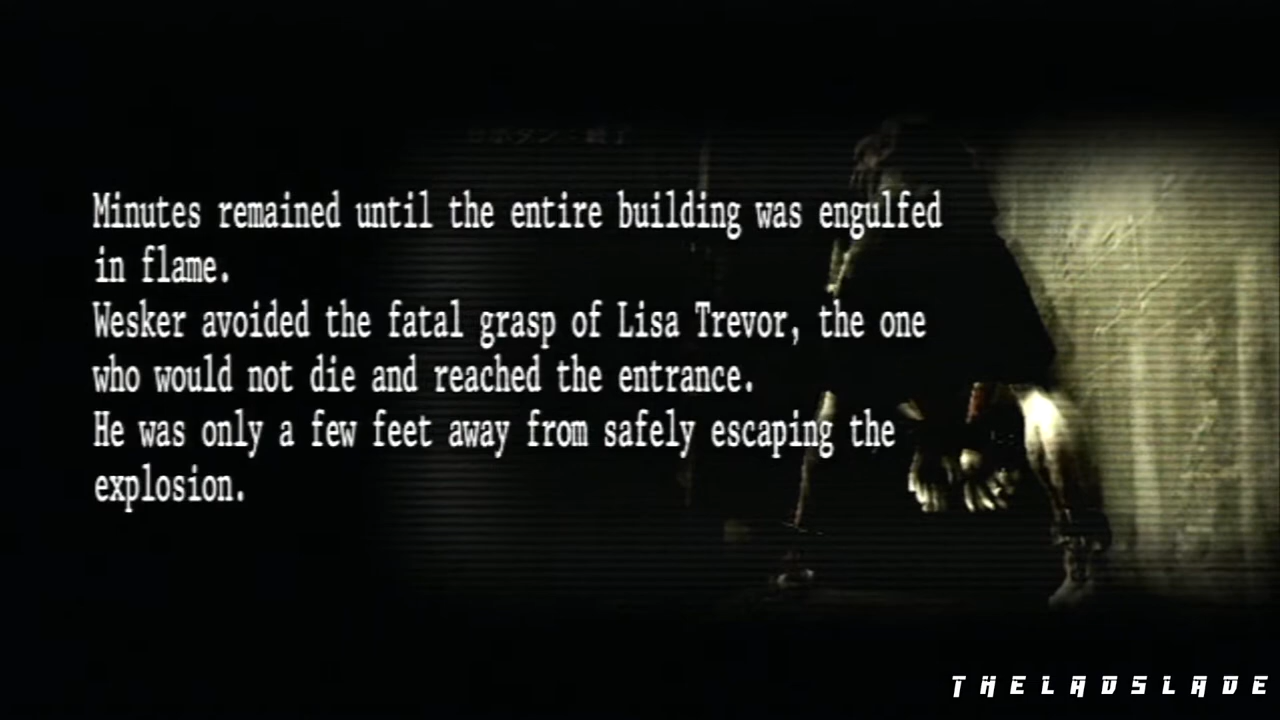 Minutes remained until the entire building was engulfed
in flame.
Wesker avoided the fatal grasp of Lisa Trevor, the one
who would not die and reached the entrance.
He was only a few feet away from safely escaping the
explosion.
THELADSLADE